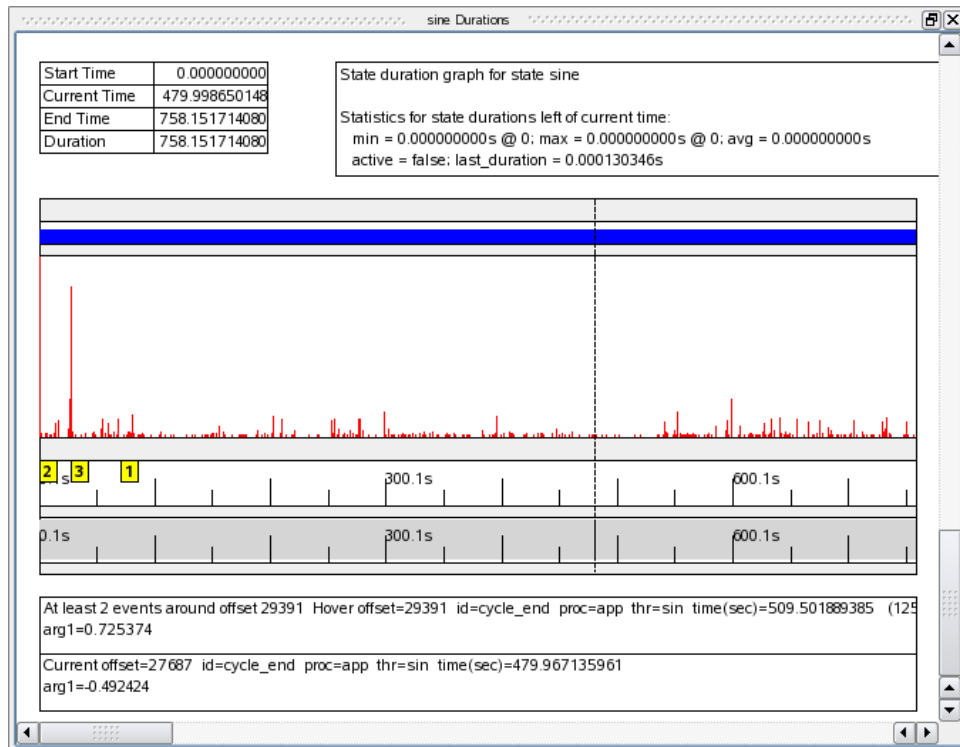 sine Durations
Start Time 0.000000000
Current Time 479.998650148
End Time 758.151714080
Duration 758.151714080
State duration graph for state sine
Statistics for state durations left of current time:
min = 0.000000000s @ 0; max = 0.000000000s @ 0; avg = 0.000000000s
active = false; last_duration = 0.000130346s
2 3 1
300.1s 600.1s
0.1s 300.1s 600.1s
At least 2 events around offset 29391 Hover offset=29391 id=cycle_end proc=app thr=sin time(sec)=509.501889385 (125
arg1=0.725374
Current offset=27687 id=cycle_end proc=app thr=sin time(sec)=479.967135961
arg1=-0.492424